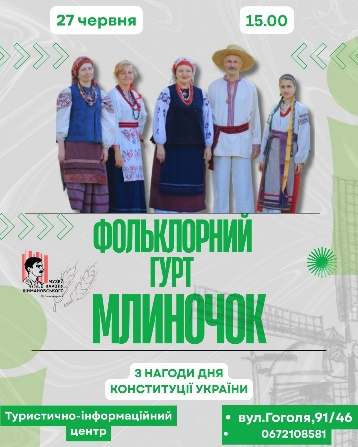 27 червня
15.00
ФОЛЬКЛОРНИЙ
ГУРТ
МЛИНОЧОК
З НАГОДИ ДНЯ
КОНСТИТУЦІЇ УКРАЇНИ
Туристично-інформаційний
центр
• вул.Гоголя,91/46
• 0672108581